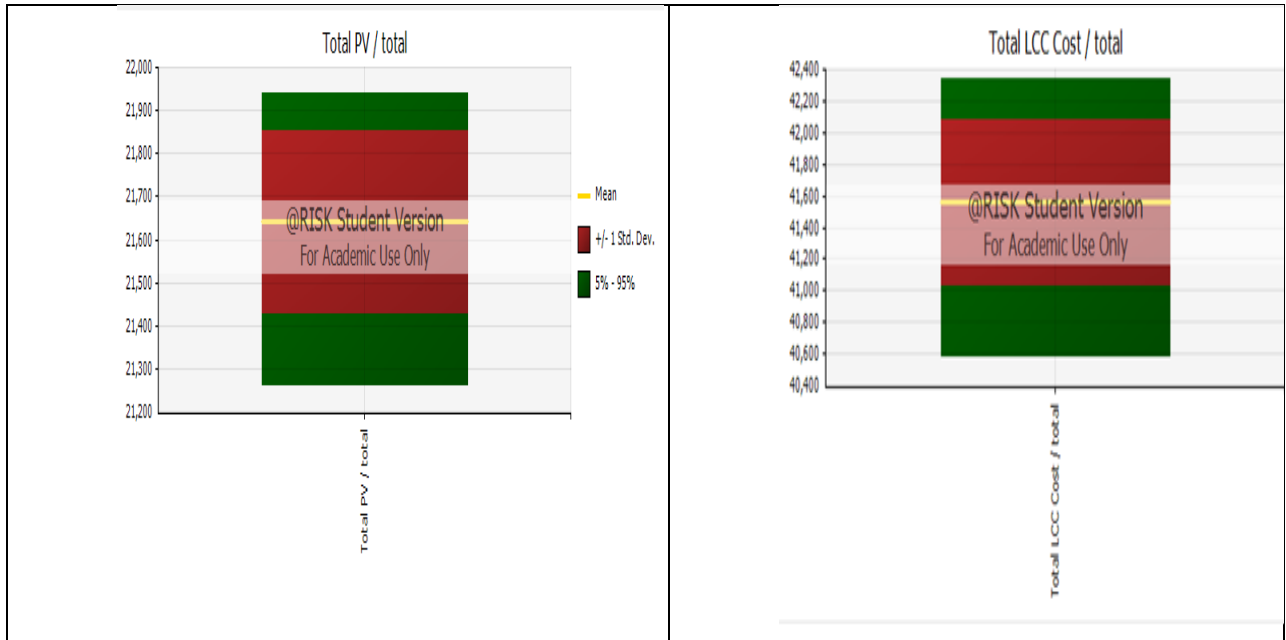 Total PV / total
22,000
21,900
21,800
21,700
21,600
21,500
21,400
21,300
21,200
@RISK Student Version
For Academic Use Only
Mean
+/- 1 Std. Dev.
5% - 95%
Total PV / total
Total LCC Cost / total
42,400
42,200
42,000
41,800
41,600
41,400
41,200
41,000
40,800
40,600
40,400
@RISK Student Version
For Academic Use Only
Total LCC Cost / total